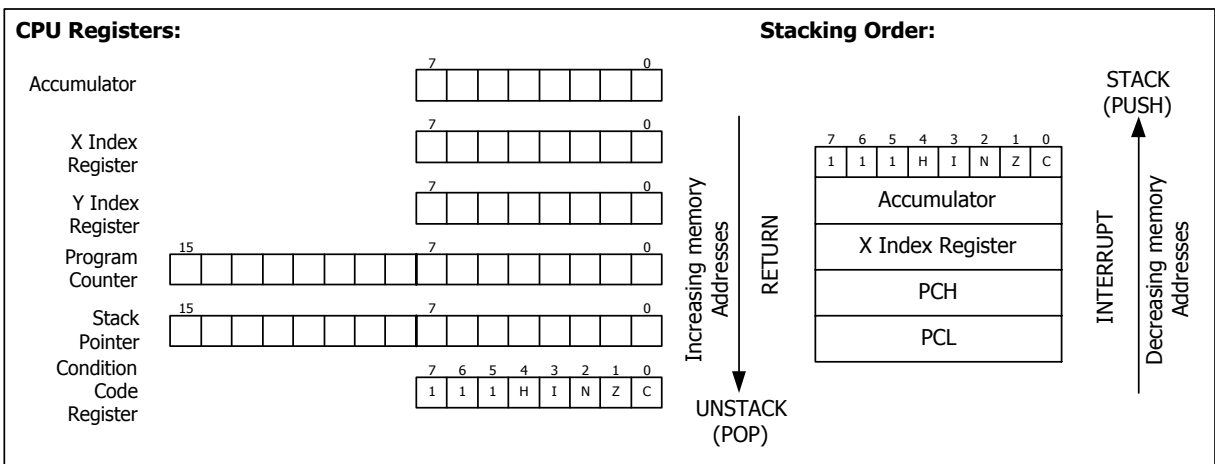 CPU Registers:
Stacking Order:
7 0
Accumulator
7 0
X Index
Register
7 0
Y Index
Register
15 7 0
Program
Counter
15 7 0
Stack
Pointer
Condition
Code
Register
7 6 5 4 3 2 1 0
1 1 1 H I N Z C
Increasing memory
Addresses
RETURN
UNSTACK
(POP)
7 6 5 4 3 2 1 0
1 1 1 H I N Z C
Accumulator
X Index Register
PCH
PCL
STACK
(PUSH)
INTERRUPT
Decreasing memory
Addresses